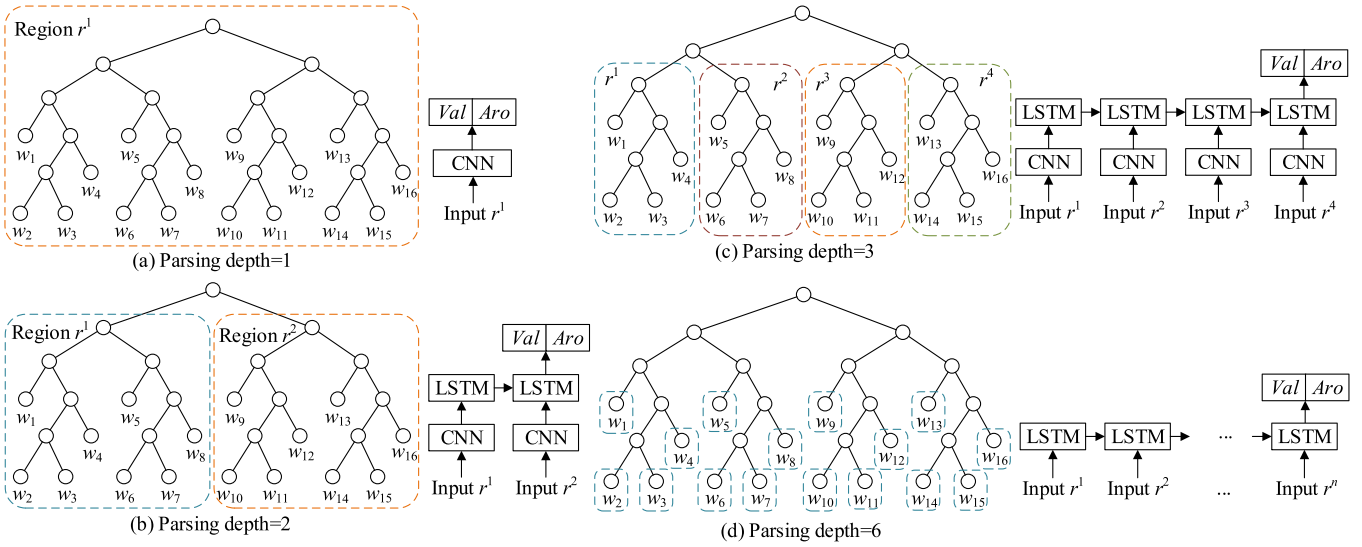 Region r¹
w₁ w₅ w₉ w₁₃
w₄ w₈ w₁₂ w₁₆
w₂ w₃ w₆ w₇ w₁₀ w₁₁ w₁₄ w₁₅
Val Aro
CNN
Input r¹
(a) Parsing depth=1
Region r¹ Region r²
w₁ w₅ w₉ w₁₃
w₄ w₈ w₁₂ w₁₆
w₂ w₃ w₆ w₇ w₁₀ w₁₁ w₁₄ w₁₅
Val Aro
LSTM LSTM
CNN CNN
Input r¹ Input r²
(b) Parsing depth=2
r¹ r² r³ r⁴
w₁ w₅ w₉ w₁₃
w₄ w₈ w₁₂ w₁₆
w₂ w₃ w₆ w₇ w₁₀ w₁₁ w₁₄ w₁₅
Val Aro
LSTM LSTM LSTM LSTM
CNN CNN CNN CNN
Input r¹ Input r² Input r³ Input r⁴
(c) Parsing depth=3
w₁ w₅ w₉ w₁₃
w₄ w₈ w₁₂ w₁₆
w₂ w₃ w₆ w₇ w₁₀ w₁₁ w₁₄ w₁₅
Val Aro
LSTM LSTM ... LSTM
Input r¹ Input r² ... Input rⁿ
(d) Parsing depth=6